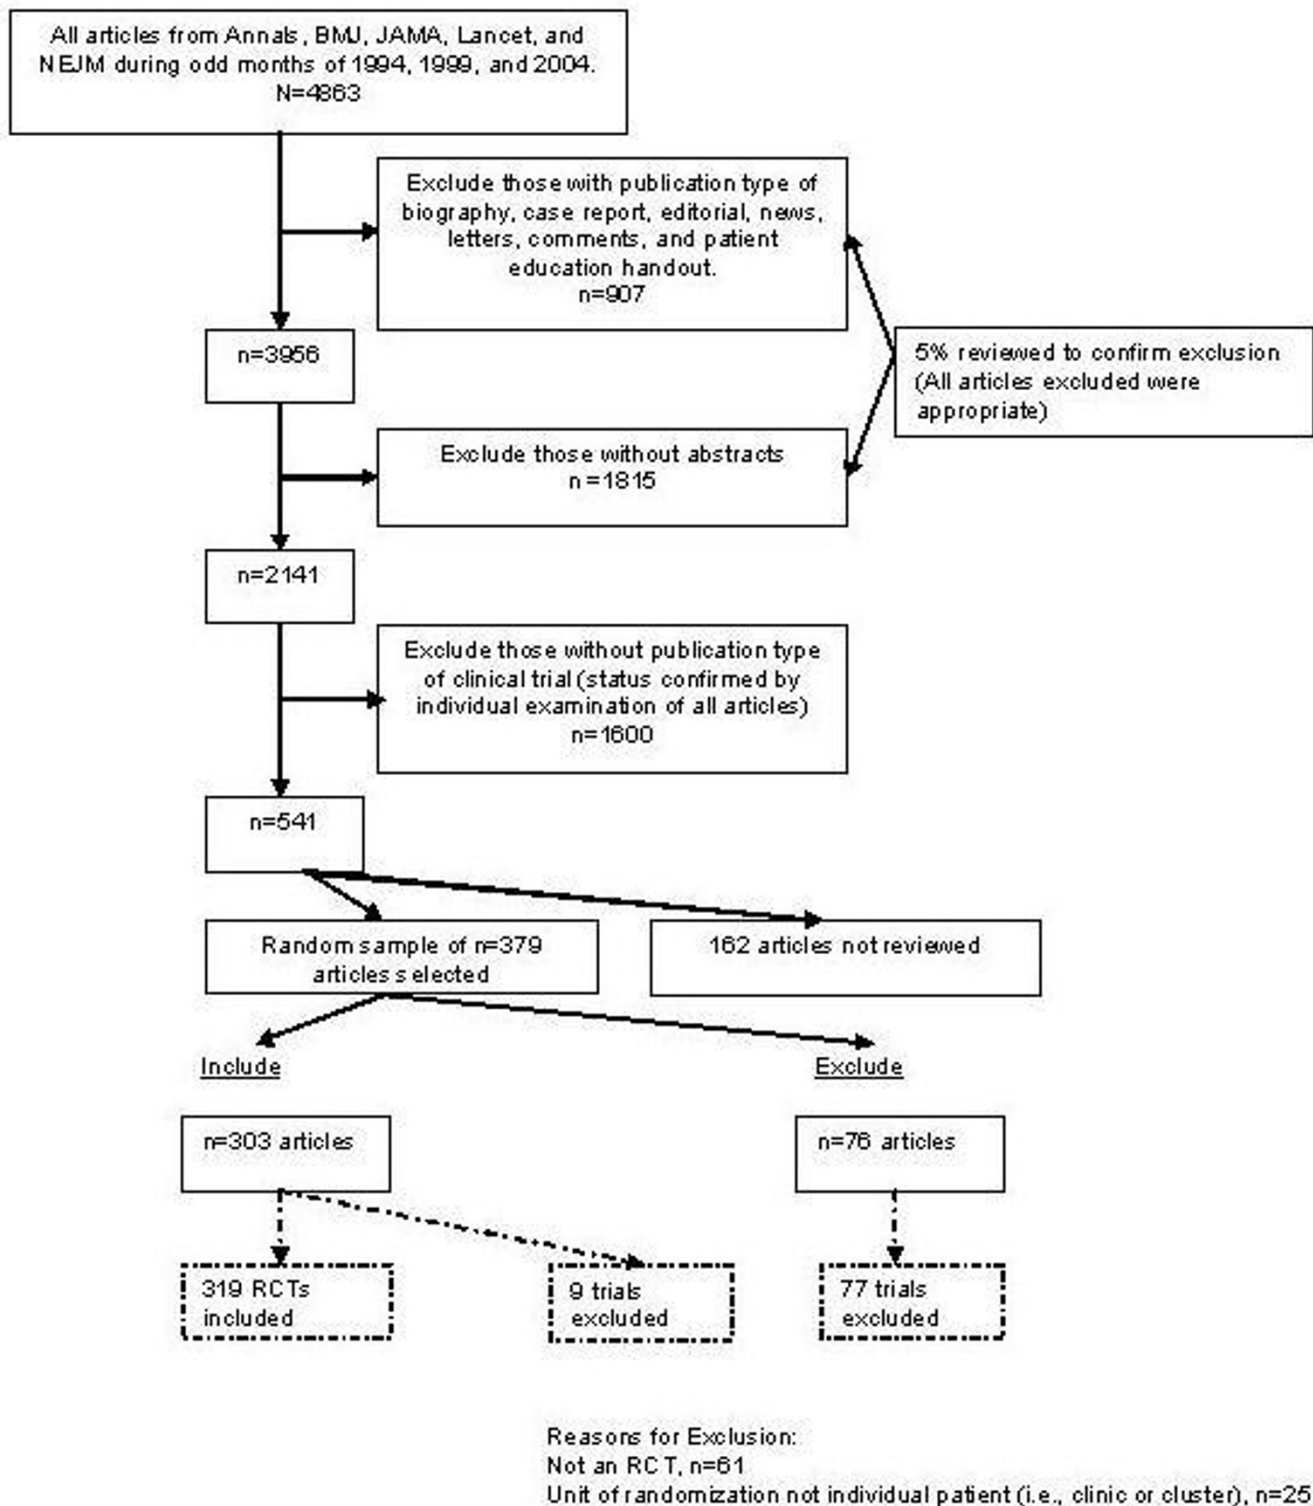 All articles from Annals, BMJ, JAMA, Lancet, and
NEJM during odd months of 1994, 1999, and 2004.
N=4863
Exclude those with publication type of
biography, case report, editorial, news,
letters, comments, and patient
education handout.
n=907
n=3956
5% reviewed to confirm exclusion
(All articles excluded were
appropriate)
Exclude those without abstracts
n=1815
n=2141
Exclude those without publication type
of clinical trial (status confirmed by
individual examination of all articles)
n=1600
n=541
Random sample of n=379
articles selected
162 articles not reviewed
Include
Exclude
n=303 articles
n=76 articles
319 RCTs
included
9 trials
excluded
77 trials
excluded
Reasons for Exclusion:
Not an RCT, n=61
Unit of randomization not individual patient (i.e., clinic or cluster), n=25